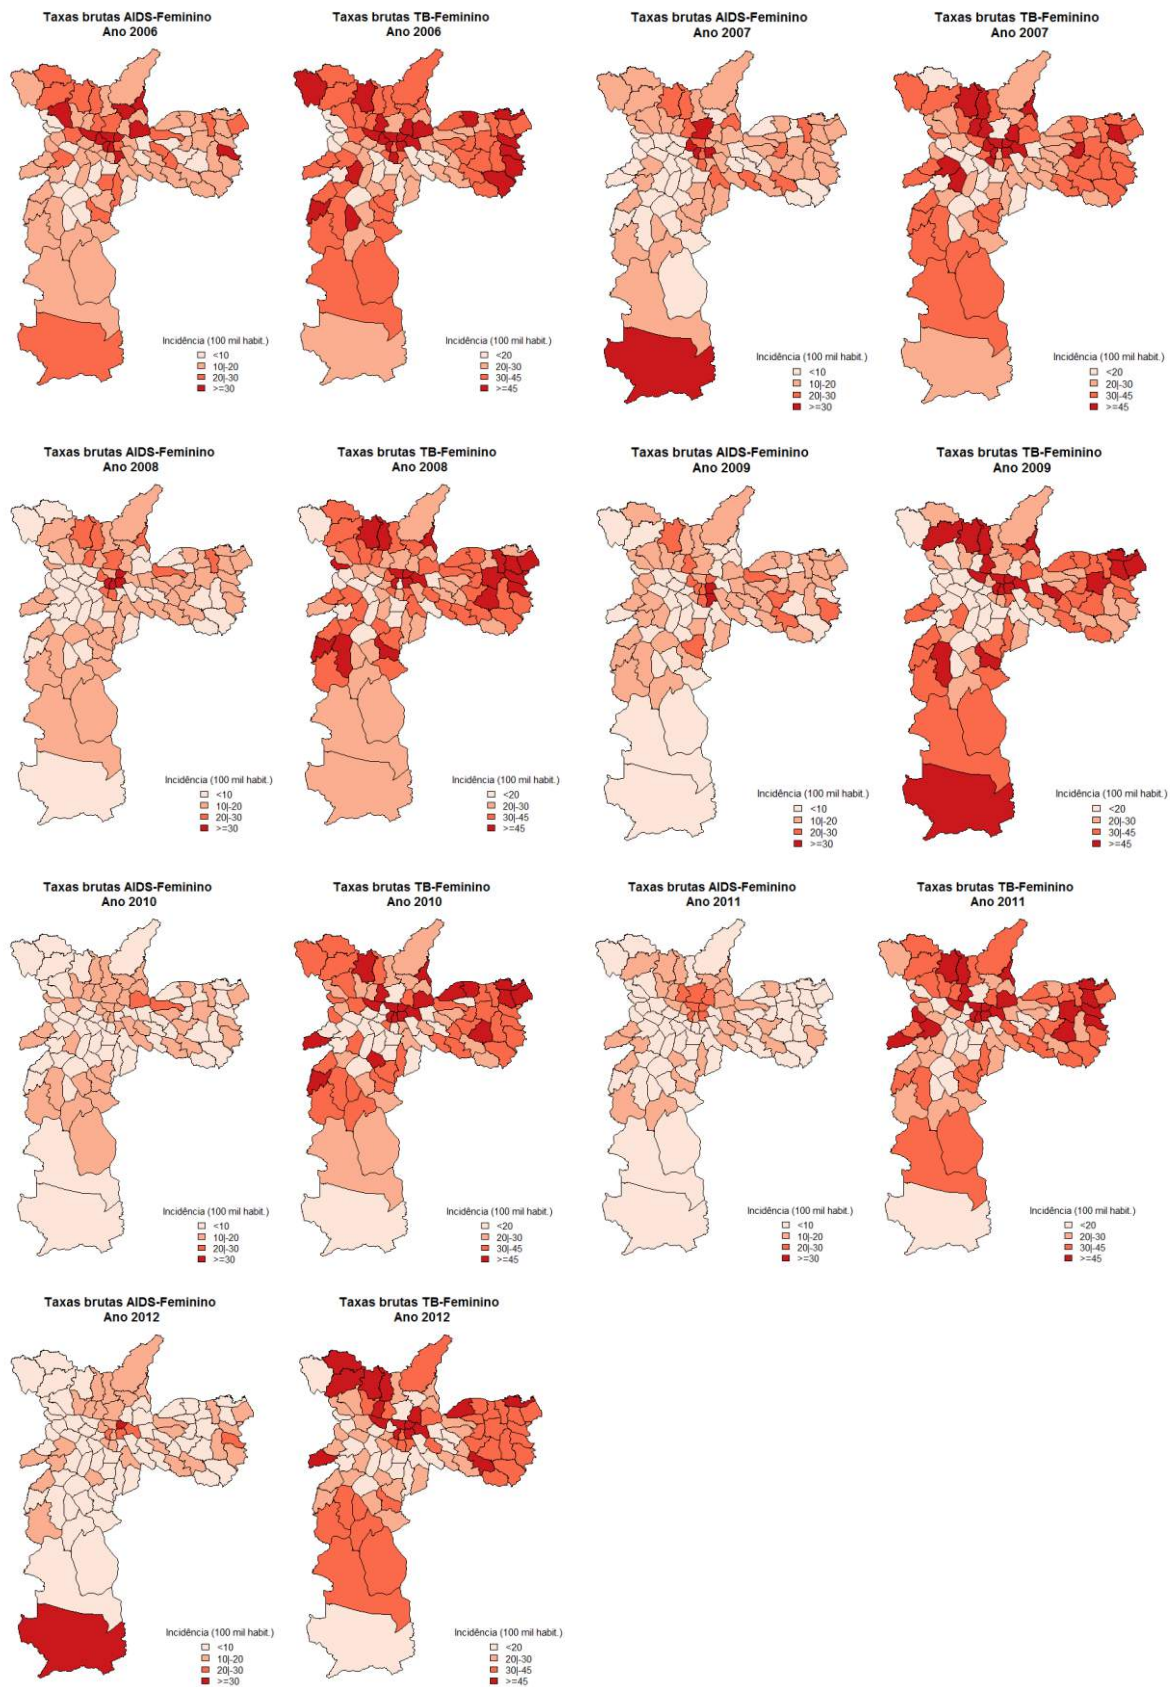 Taxas brutas AIDS-Feminino
Ano 2006
Incidência (100 mil habit.)
<10
10|-20
20|-30
>=30
Taxas brutas TB-Feminino
Ano 2006
Incidência (100 mil habit.)
<20
20|-30
30|-45
>=45
Taxas brutas AIDS-Feminino
Ano 2007
Incidência (100 mil habit.)
<10
10|-20
20|-30
>=30
Taxas brutas TB-Feminino
Ano 2007
Incidência (100 mil habit.)
<20
20|-30
30|-45
>=45
Taxas brutas AIDS-Feminino
Ano 2008
Incidência (100 mil habit.)
<10
10|-20
20|-30
>=30
Taxas brutas TB-Feminino
Ano 2008
Incidência (100 mil habit.)
<20
20|-30
30|-45
>=45
Taxas brutas AIDS-Feminino
Ano 2009
Incidência (100 mil habit.)
<10
10|-20
20|-30
>=30
Taxas brutas TB-Feminino
Ano 2009
Incidência (100 mil habit.)
<20
20|-30
30|-45
>=45
Taxas brutas AIDS-Feminino
Ano 2010
Incidência (100 mil habit.)
<10
10|-20
20|-30
>=30
Taxas brutas TB-Feminino
Ano 2010
Incidência (100 mil habit.)
<20
20|-30
30|-45
>=45
Taxas brutas AIDS-Feminino
Ano 2011
Incidência (100 mil habit.)
<10
10|-20
20|-30
>=30
Taxas brutas TB-Feminino
Ano 2011
Incidência (100 mil habit.)
<20
20|-30
30|-45
>=45
Taxas brutas AIDS-Feminino
Ano 2012
Incidência (100 mil habit.)
<10
10|-20
20|-30
>=30
Taxas brutas TB-Feminino
Ano 2012
Incidência (100 mil habit.)
<20
20|-30
30|-45
>=45